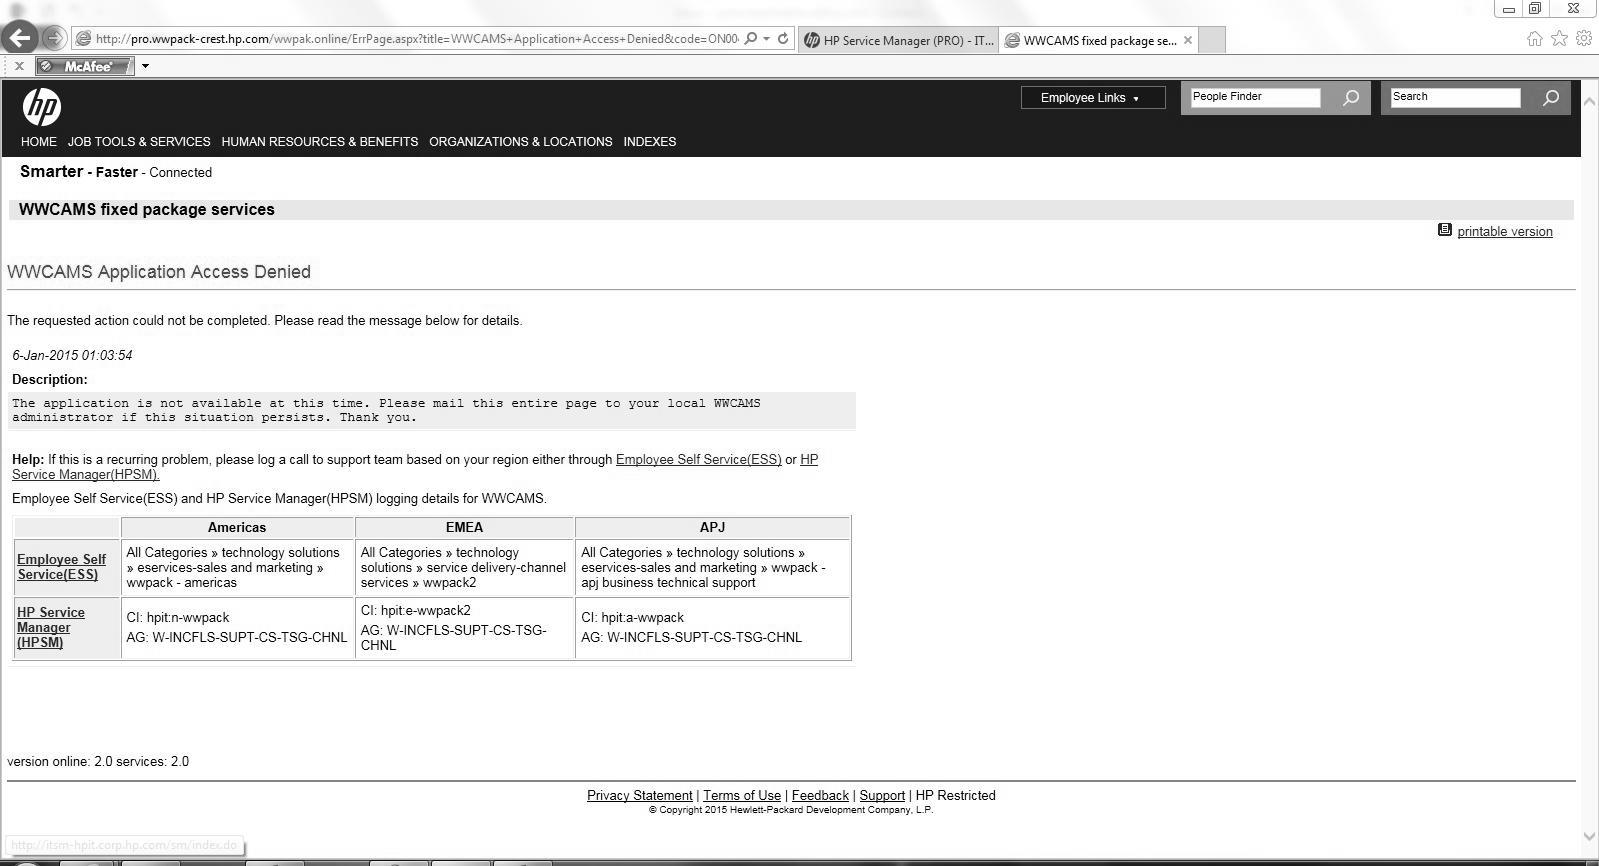 http://pro.wwpack-crest.hp.com/wwpak.online/ErrPage.aspx?title=WWCAMS+Application+Access+Denied&code=ON00
HP Service Manager (PRO) - IT...
WWCAMS fixed package se...
McAfee
hp
Employee Links
People Finder
Search
HOME JOB TOOLS & SERVICES HUMAN RESOURCES & BENEFITS ORGANIZATIONS & LOCATIONS INDEXES
Smarter - Faster - Connected
WWCAMS fixed package services
printable version
WWCAMS Application Access Denied
The requested action could not be completed. Please read the message below for details.
6-Jan-2015 01:03:54
Description:
The application is not available at this time. Please mail this entire page to your local WWCAMS
administrator if this situation persists. Thank you.
Help: If this is a recurring problem, please log a call to support team based on your region either through Employee Self Service(ESS) or HP
Service Manager(HPSM).
Employee Self Service(ESS) and HP Service Manager(HPSM) logging details for WWCAMS.
Americas EMEA APJ
Employee Self
Service(ESS)
All Categories » technology solutions
» eservices-sales and marketing »
wwpack - americas
All Categories » technology
solutions » service delivery-channel
services » wwpack2
All Categories » technology solutions »
eservices-sales and marketing » wwpack -
apj business technical support
HP Service
Manager
(HPSM)
CI: hpit:n-wwpack
AG: W-INCFLS-SUPT-CS-TSG-CHNL
CI: hpit:e-wwpack2
AG: W-INCFLS-SUPT-CS-TSG-
CHNL
CI: hpit:a-wwpack
AG: W-INCFLS-SUPT-CS-TSG-CHNL
version online: 2.0 services: 2.0
Privacy Statement | Terms of Use | Feedback | Support | HP Restricted
© Copyright 2015 Hewlett-Packard Development Company, L.P.
http://itsm-hpit.corp.hp.com/sm/index.do